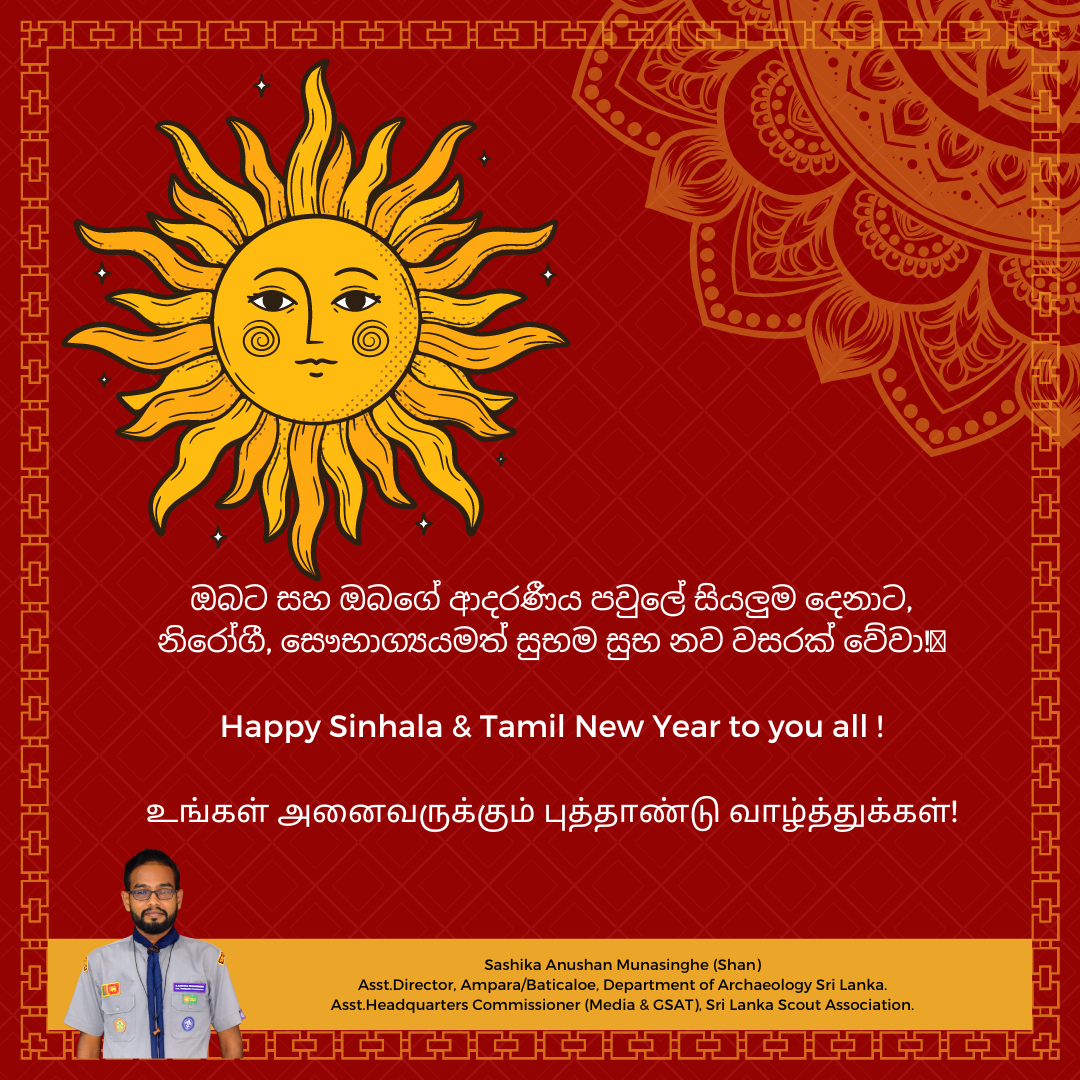 ඔබට සහ ඔබගේ ආදරණීය පවුලේ සියලුම දෙනාට,
නිරෝගී, සෞභාග්‍යයමත් සුභම සුභ නව වසරක් වේවා!
Happy Sinhala & Tamil New Year to you all !
உங்கள் அனைவருக்கும் புத்தாண்டு வாழ்த்துக்கள்!
Sashika Anushan Munasinghe (Shan)
Asst.Director, Ampara/Baticaloe, Department of Archaeology Sri Lanka.
Asst.Headquarters Commissioner (Media & GSAT), Sri Lanka Scout Association.